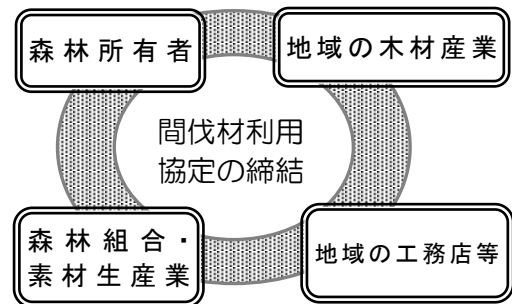 森林所有者
地域の木材産業
間伐材利用
協定の締結
森林組合・
素材生産業
地域の工務店等